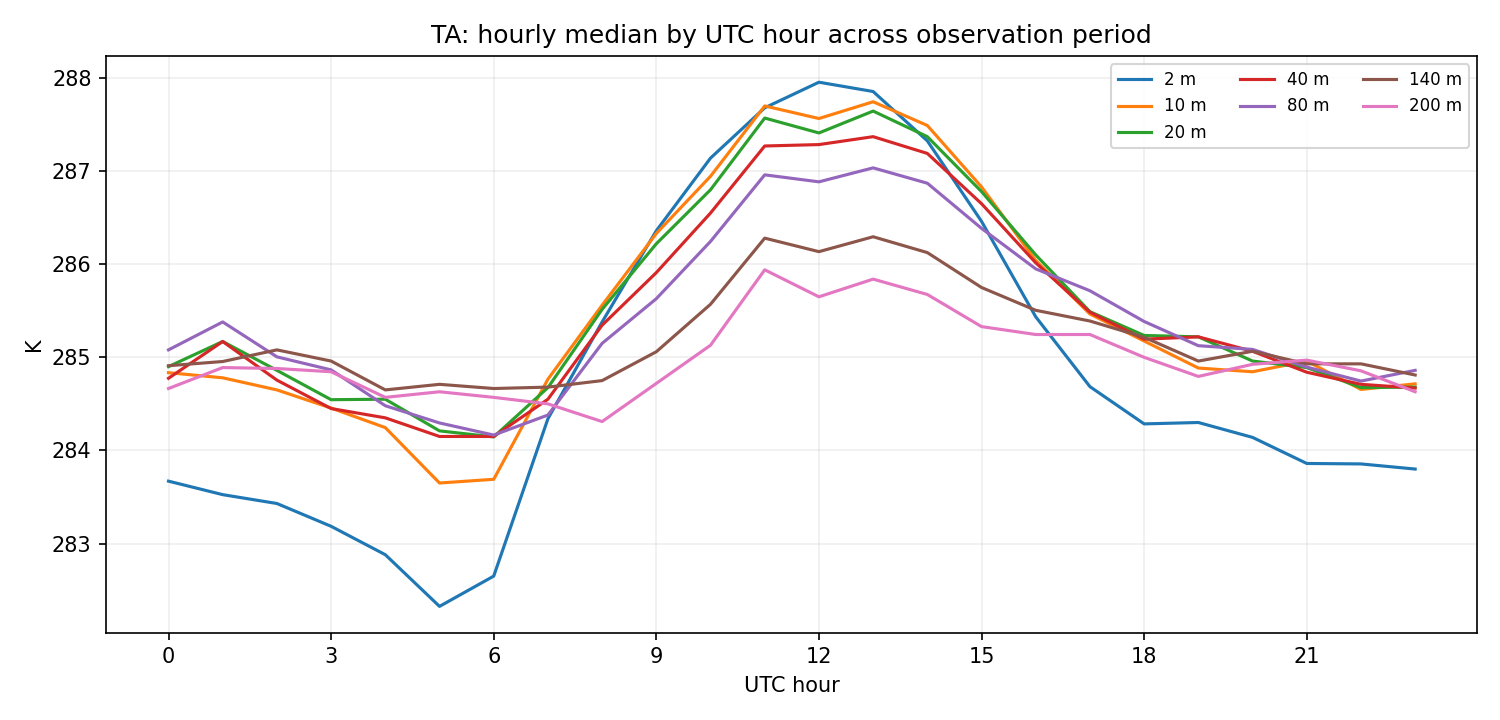 TA: hourly median by UTC hour across observation period
288
287
286
285
284
283
K
0 3 6 9 12 15 18 21
UTC hour
2 m 40 m 140 m
10 m 80 m 200 m
20 m